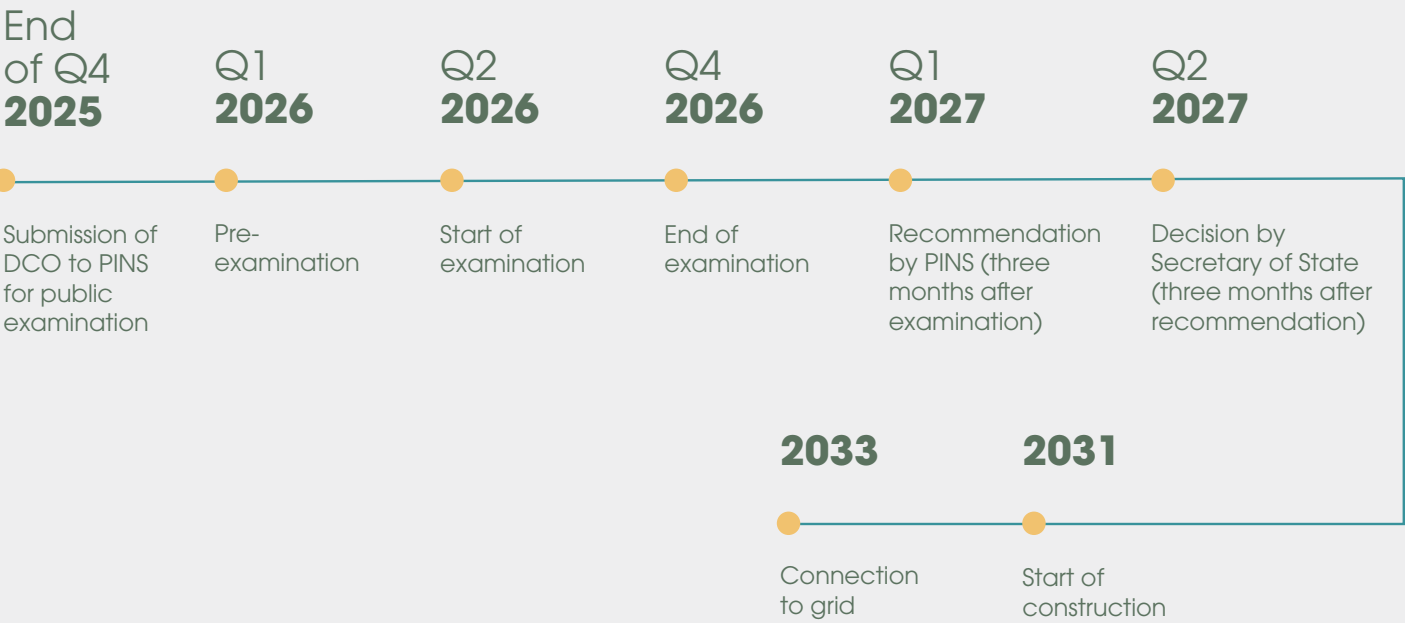 End
of Q4
2025
Submission of
DCO to PINS
for public
examination
Q1
2026
Pre-
examination
Q2
2026
Start of
examination
Q4
2026
End of
examination
Q1
2027
Recommendation
by PINS (three
months after
examination)
Q2
2027
Decision by
Secretary of State
(three months after
recommendation)
2031
Start of
construction
2033
Connection
to grid